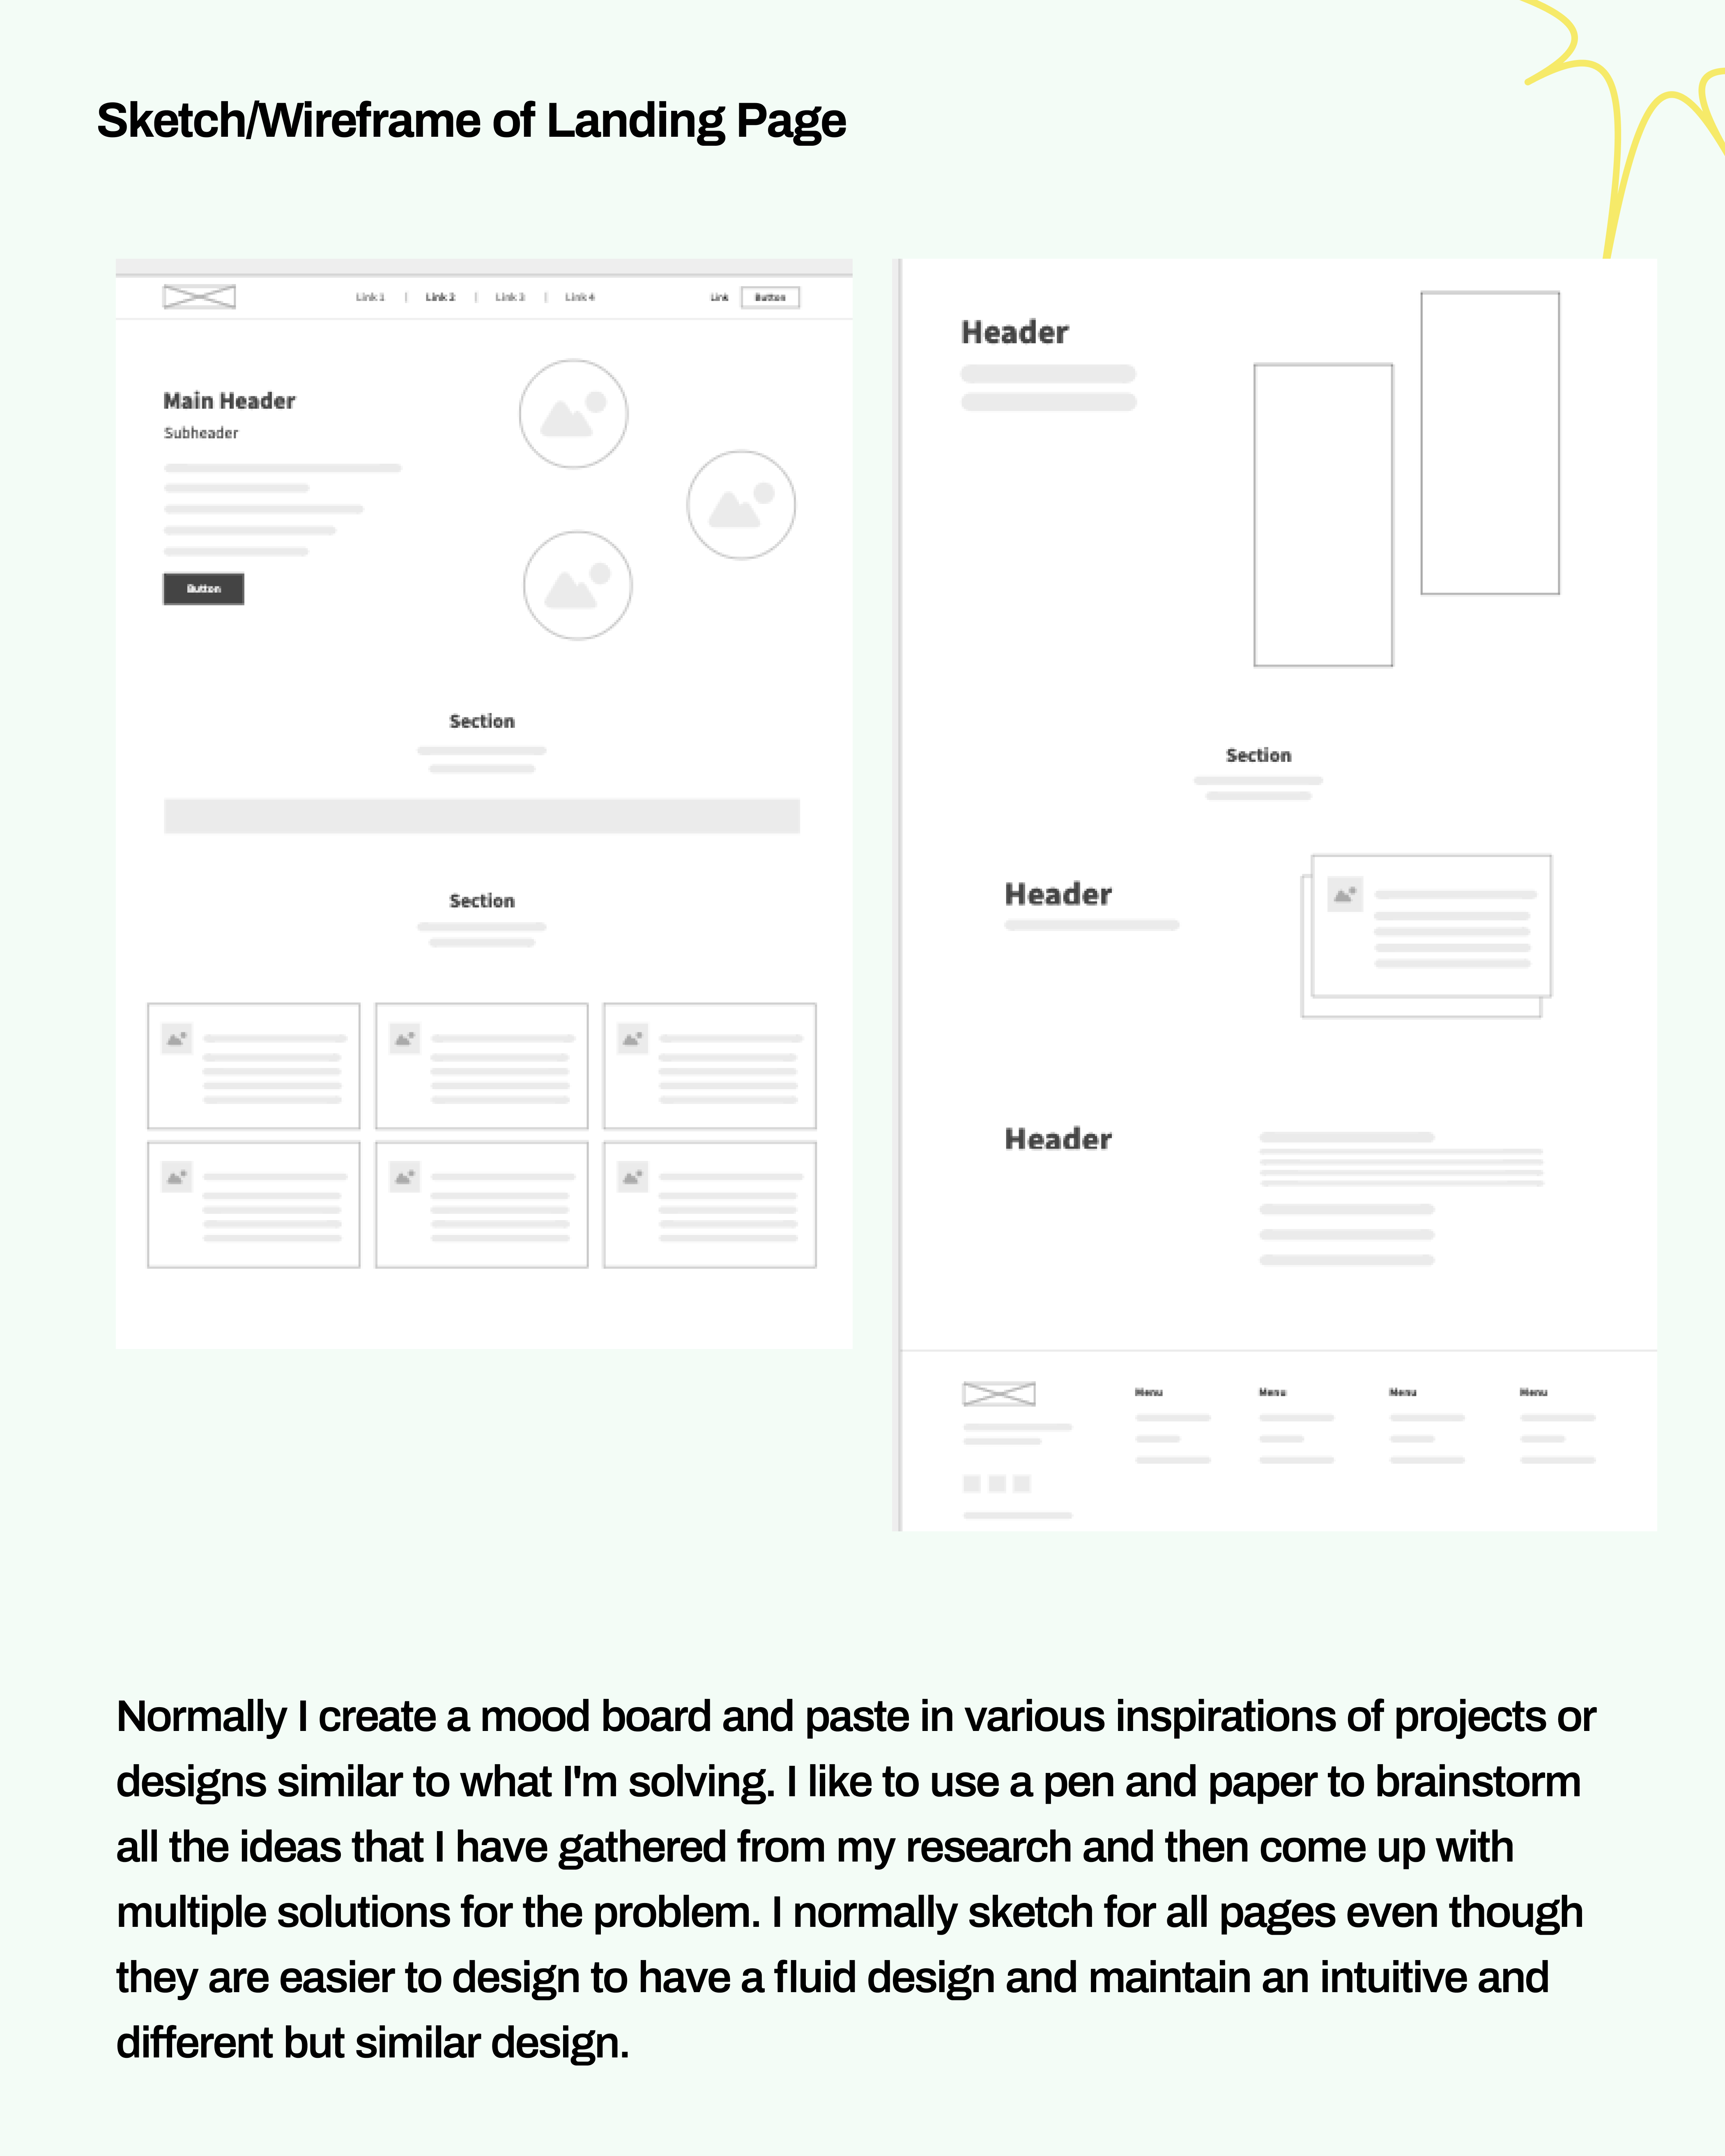 Sketch/Wireframe of Landing Page
Link 1 | Link 2 | Link 3 | Link 4 Link Button
Main Header
Subheader
Button
Section
Section
Header
Section
Header
Header
Menu Menu Menu Menu
Normally I create a mood board and paste in various inspirations of projects or
designs similar to what I'm solving. I like to use a pen and paper to brainstorm
all the ideas that I have gathered from my research and then come up with
multiple solutions for the problem. I normally sketch for all pages even though
they are easier to design to have a fluid design and maintain an intuitive and
different but similar design.